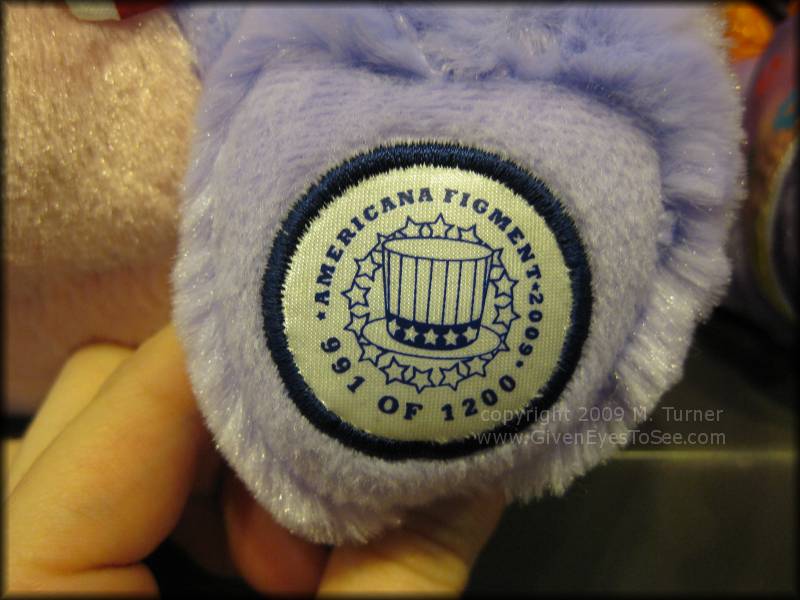 ★AMERICANA FIGMENT★2009★
991 OF 1200
copyright 2009 M. Turner
www.GivenEyesToSee.com